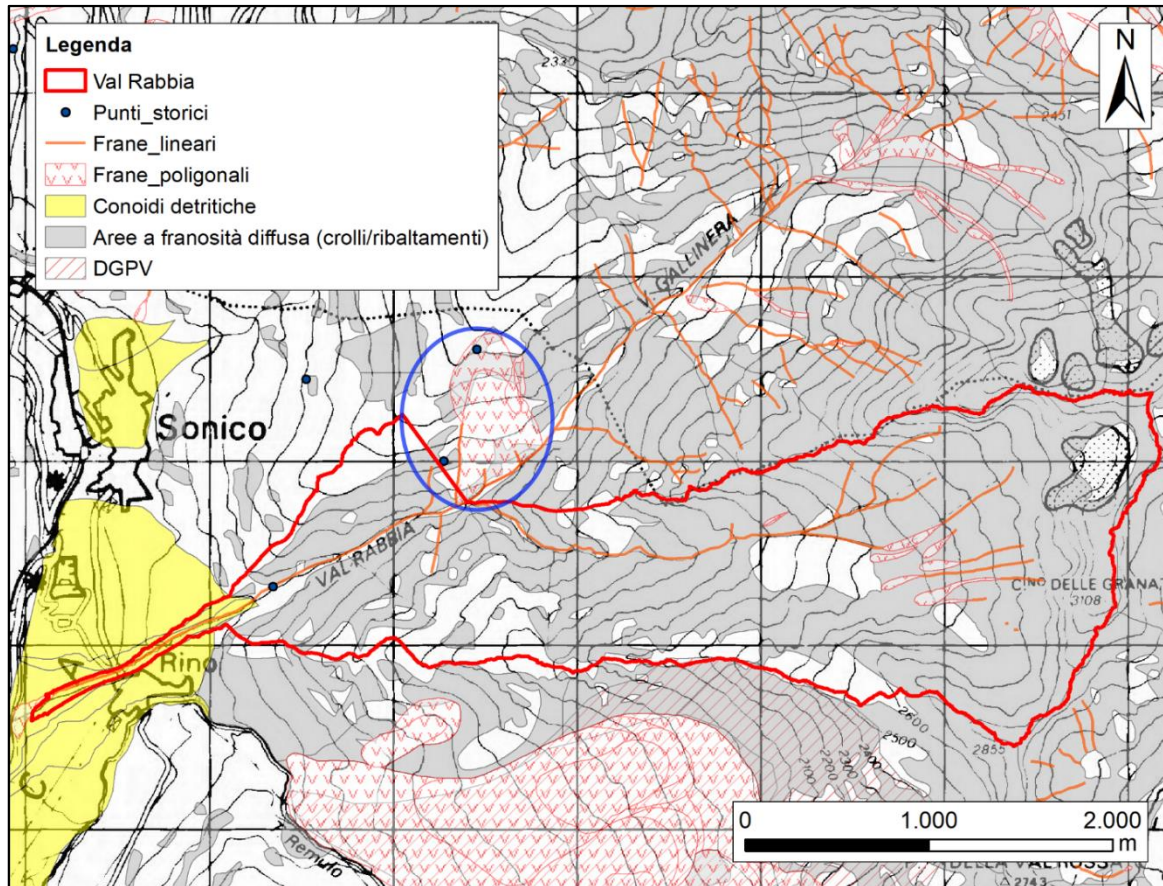 Legenda
Val Rabbia
Punti_storici
Frane_lineari
Frane_poligonali
Conoidi detritiche
Aree a franosità diffusa (crolli/ribaltamenti)
DGPV
N
2330
2451
V. GALLINERA
Sonico
VAL RABBIA
CMO DELLE GRANA
3108
Rino
2600
2500
2400
2300
2200
2100
2855
Remulo
0 1.000 2.000
m
DELLA VAL ROSSA
2743